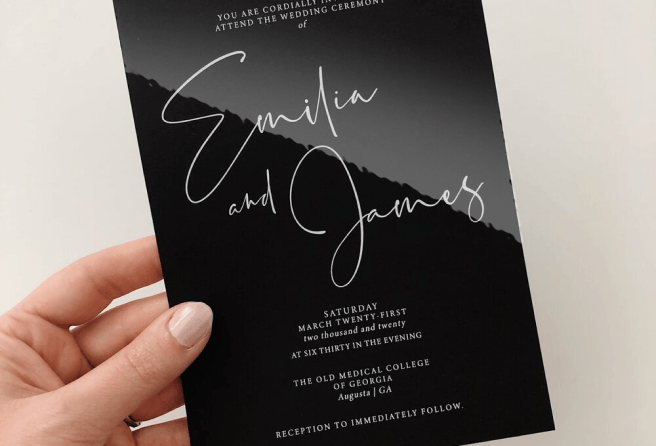 YOU ARE CORDIALLY
ATTEND THE WEDDING CEREMONY
of
Emilia
and James
SATURDAY
MARCH TWENTY-FIRST
two thousand and twenty
AT SIX THIRTY IN THE EVENING
THE OLD MEDICAL COLLEGE
OF GEORGIA
Augusta | GA
RECEPTION TO IMMEDIATELY FOLLOW.